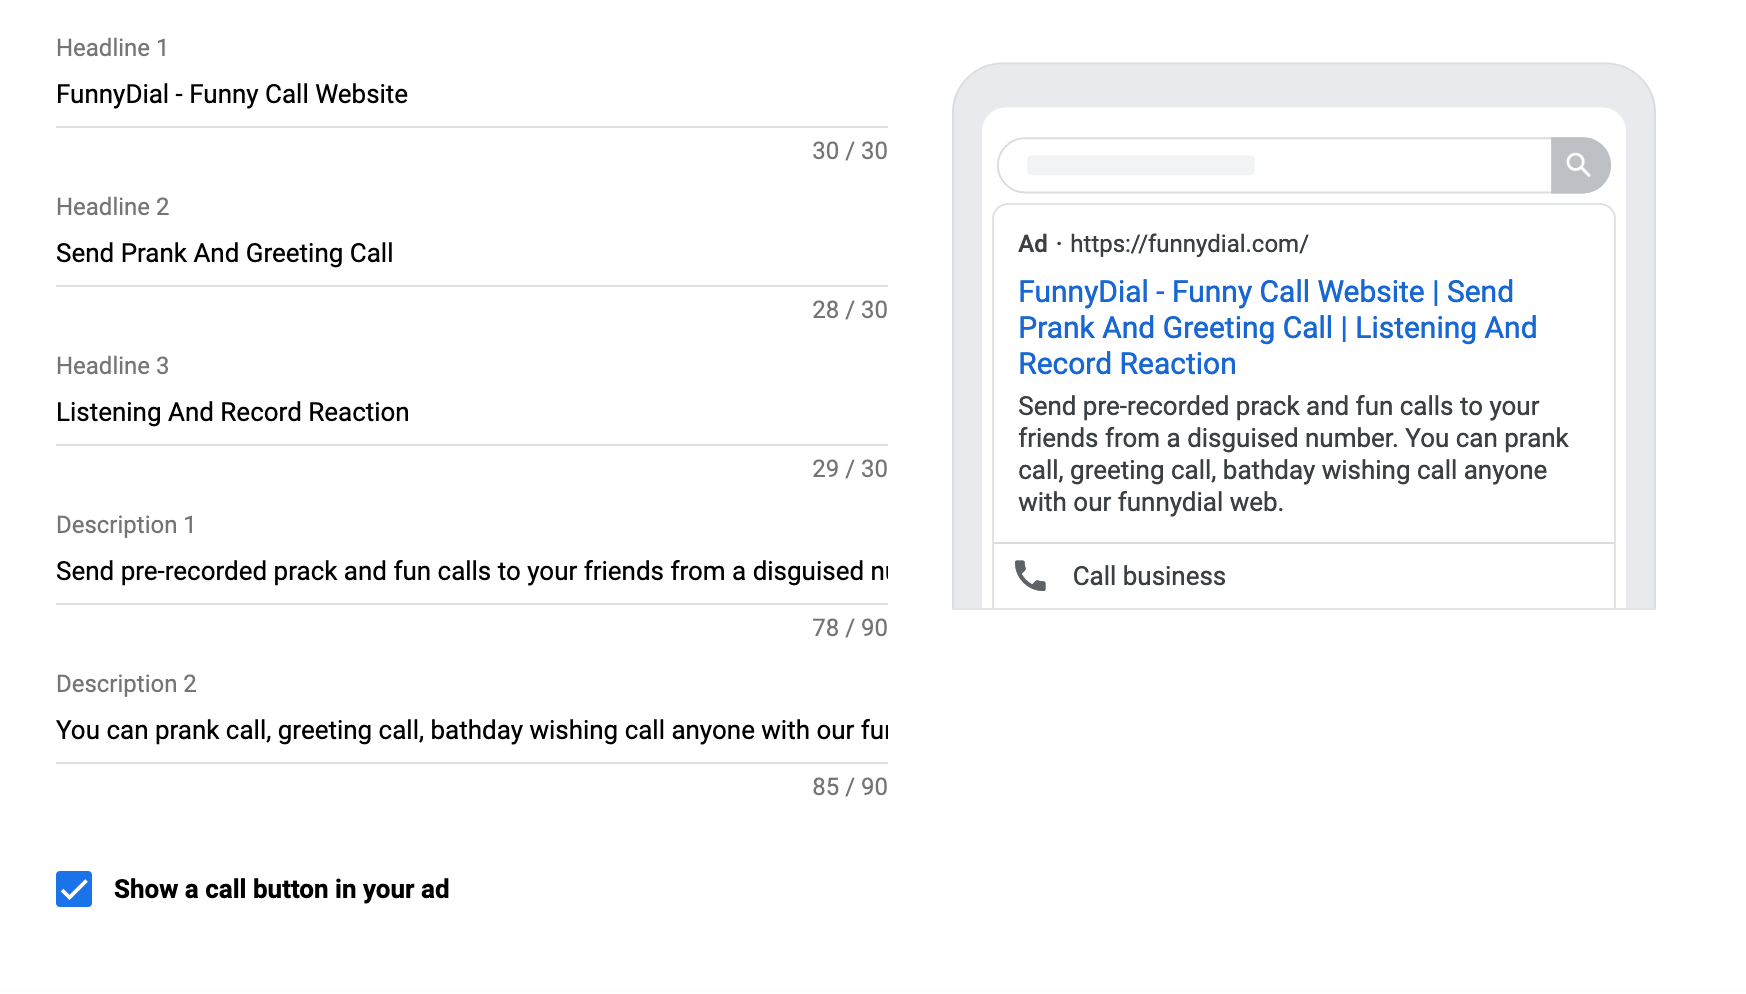 Headline 1
FunnyDial - Funny Call Website
30 / 30
Headline 2
Send Prank And Greeting Call
28 / 30
Headline 3
Listening And Record Reaction
29 / 30
Description 1
Send pre-recorded prack and fun calls to your friends from a disguised
78 / 90
Description 2
You can prank call, greeting call, bathday wishing call anyone with our
85 / 90
Show a call button in your ad
Ad · https://funnydial.com/
FunnyDial - Funny Call Website | Send
Prank And Greeting Call | Listening And
Record Reaction
Send pre-recorded prack and fun calls to your
friends from a disguised number. You can prank
call, greeting call, bathday wishing call anyone
with our funnydial web.
Call business